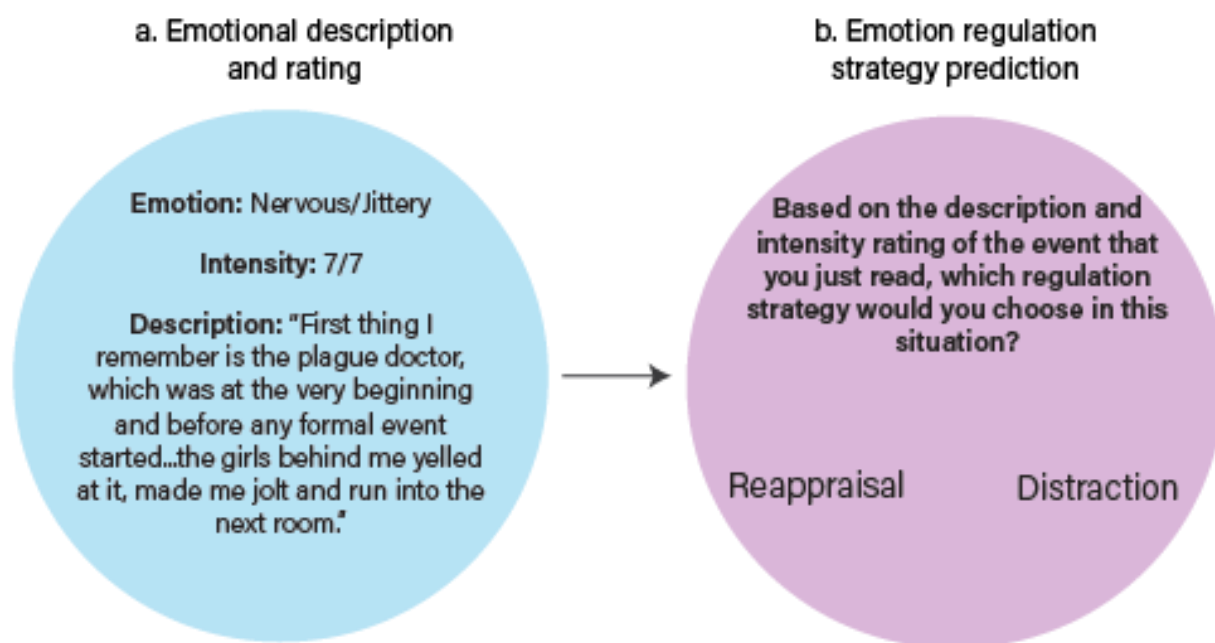 a. Emotional description
and rating
Emotion: Nervous/Jittery
Intensity: 7/7
Description: "First thing I
remember is the plague doctor,
which was at the very beginning
and before any formal event
started...the girls behind me yelled
at it, made me jolt and run into the
next room."
b. Emotion regulation
strategy prediction
Based on the description and
intensity rating of the event that
you just read, which regulation
strategy would you choose in this
situation?
Reappraisal
Distraction